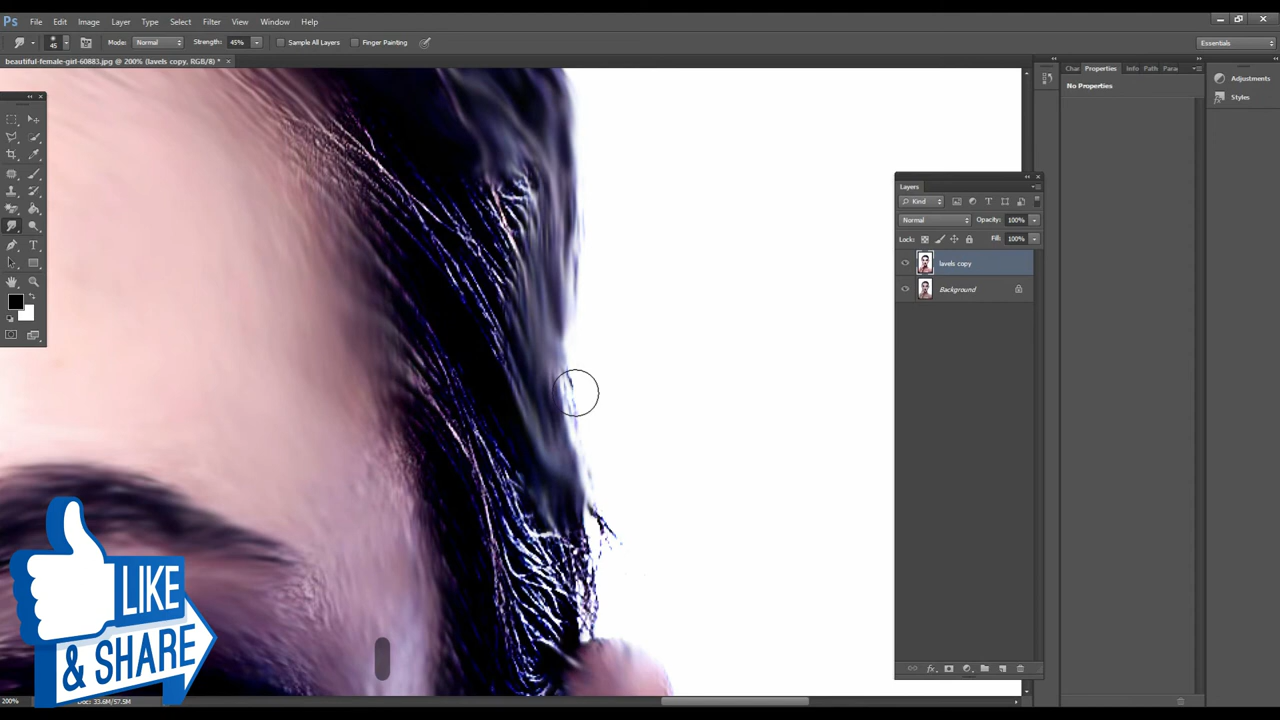 Ps File Edit Image Layer Type Select Filter View Window Help
45 Mode: Normal Strength: 45% Sample All Layers Finger Painting Essentials
beautiful-female-girl-60883.jpg @ 200% (lavels copy, RGB/8) * ×
Char Properties Info Path Para
No Properties
Adjustments
Styles
Layers
Kind
Normal Opacity: 100%
Lock: Fill: 100%
lavels copy
Background
LIKE
& SHARE
200% Doc: 33.6M/57.5M